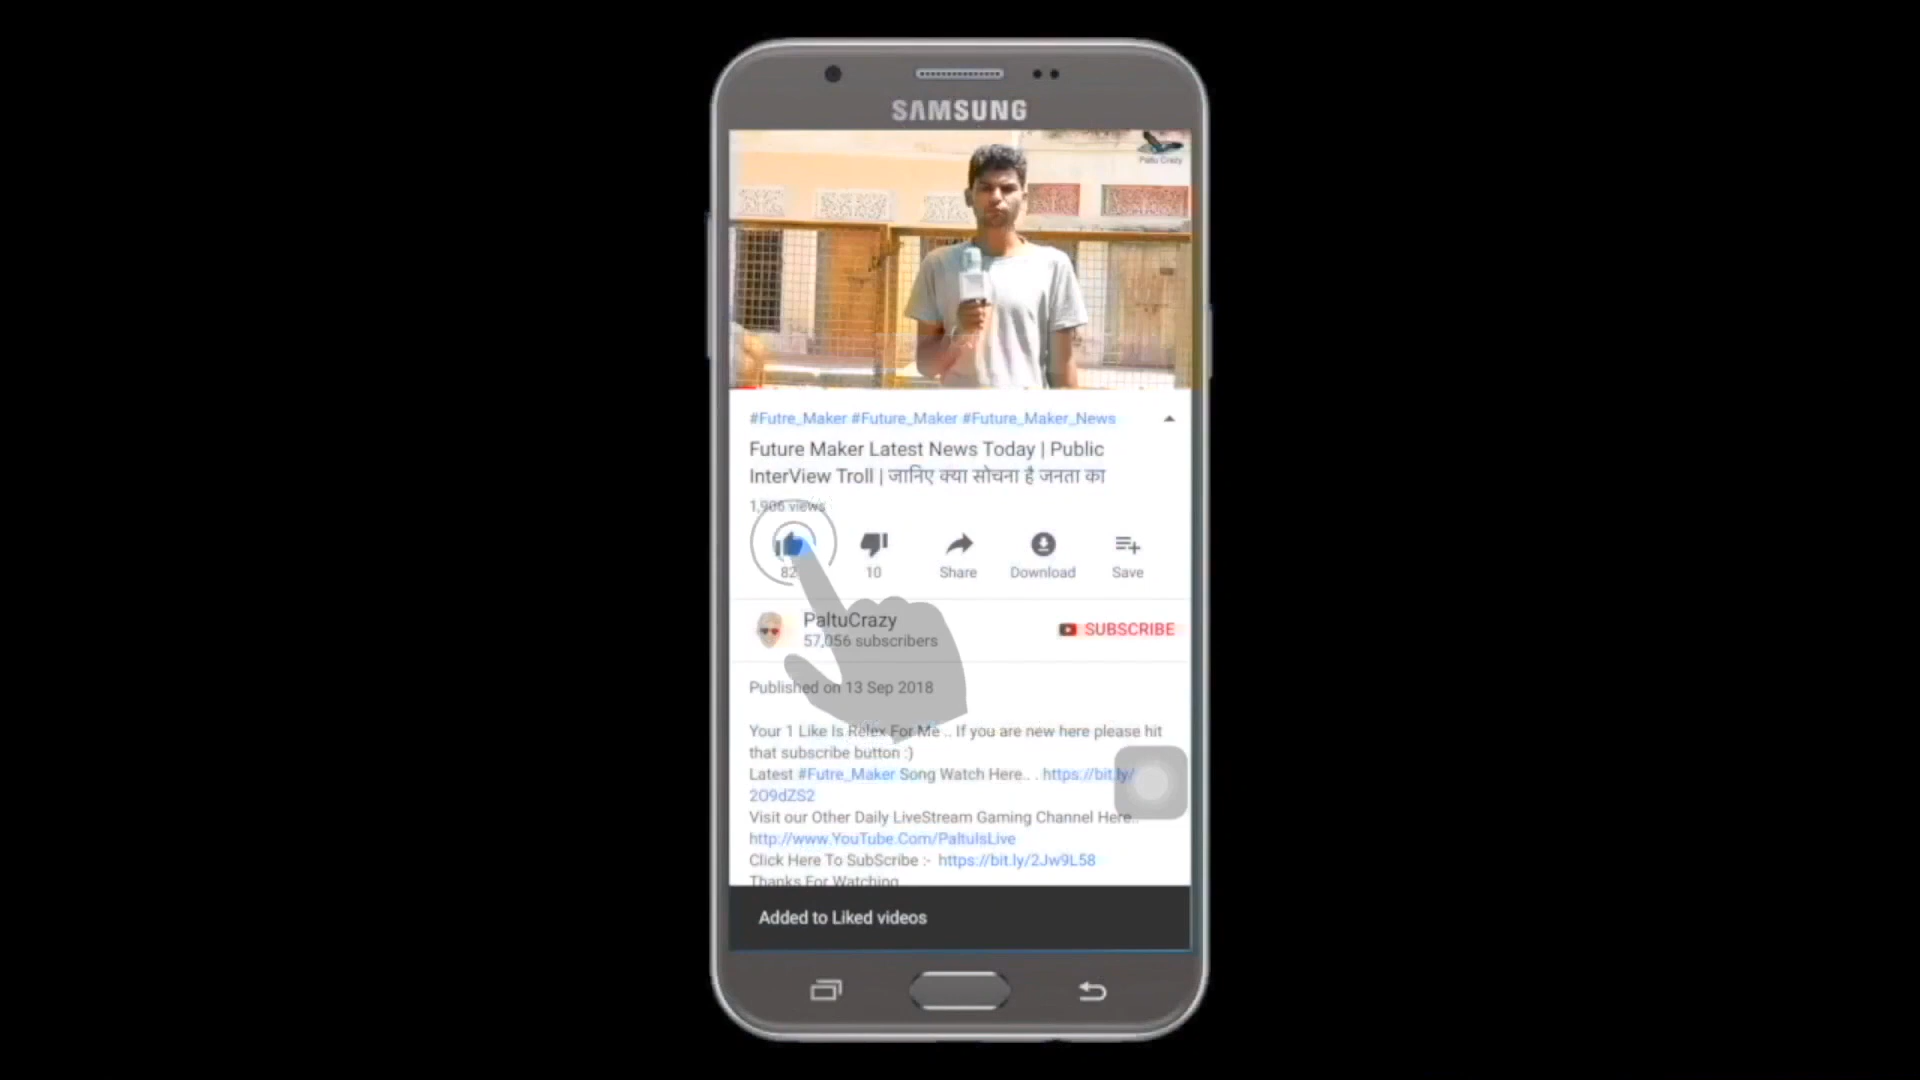 SAMSUNG
Paltu Crazy
#Futre_Maker #Future_Maker #Future_Maker_News
Future Maker Latest News Today | Public
InterView Troll | जानिए क्या सोचना है जनता का
1,906 views
82
10
Share
Download
Save
PaltuCrazy
57,056 subscribers
SUBSCRIBE
Published on 13 Sep 2018
Your 1 Like Is Relex For Me .. If you are new here please hit
that subscribe button :)
Latest #Futre_Maker Song Watch Here.. . https://bit.ly/
2O9dZS2
Visit our Other Daily LiveStream Gaming Channel Here..
http://www.YouTube.Com/PaltuIsLive
Click Here To SubScribe :- https://bit.ly/2Jw9L58
Thanks For Watching
Added to Liked videos